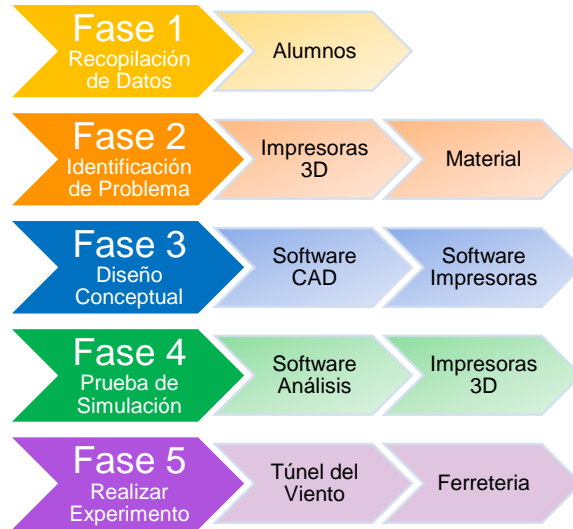 Fase 1
Recopilación
de Datos
Alumnos
Fase 2
Identificación
de Problema
Impresoras
3D
Material
Fase 3
Diseño
Conceptual
Software
CAD
Software
Impresoras
Fase 4
Prueba de
Simulación
Software
Análisis
Impresoras
3D
Fase 5
Realizar
Experimento
Túnel del
Viento
Ferreteria